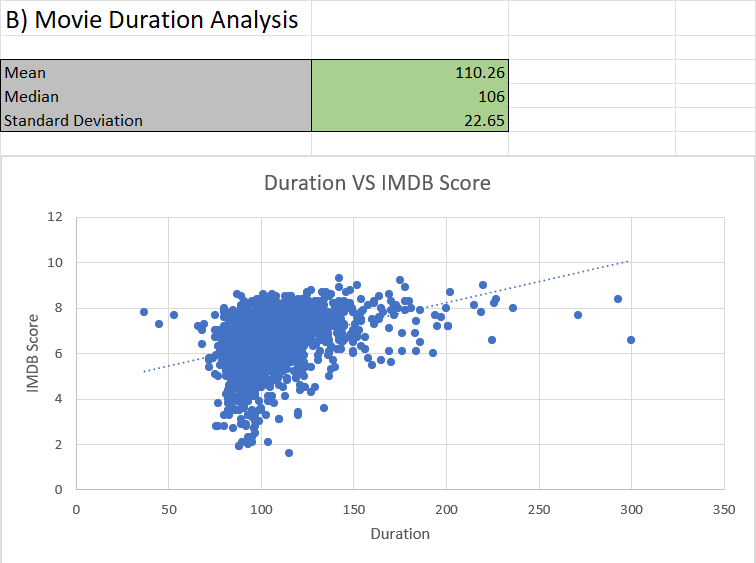 B) Movie Duration Analysis
Mean 110.26
Median 106
Standard Deviation 22.65
Duration VS IMDB Score
12
10
8
6
4
2
0
IMDB Score
0 50 100 150 200 250 300 350
Duration